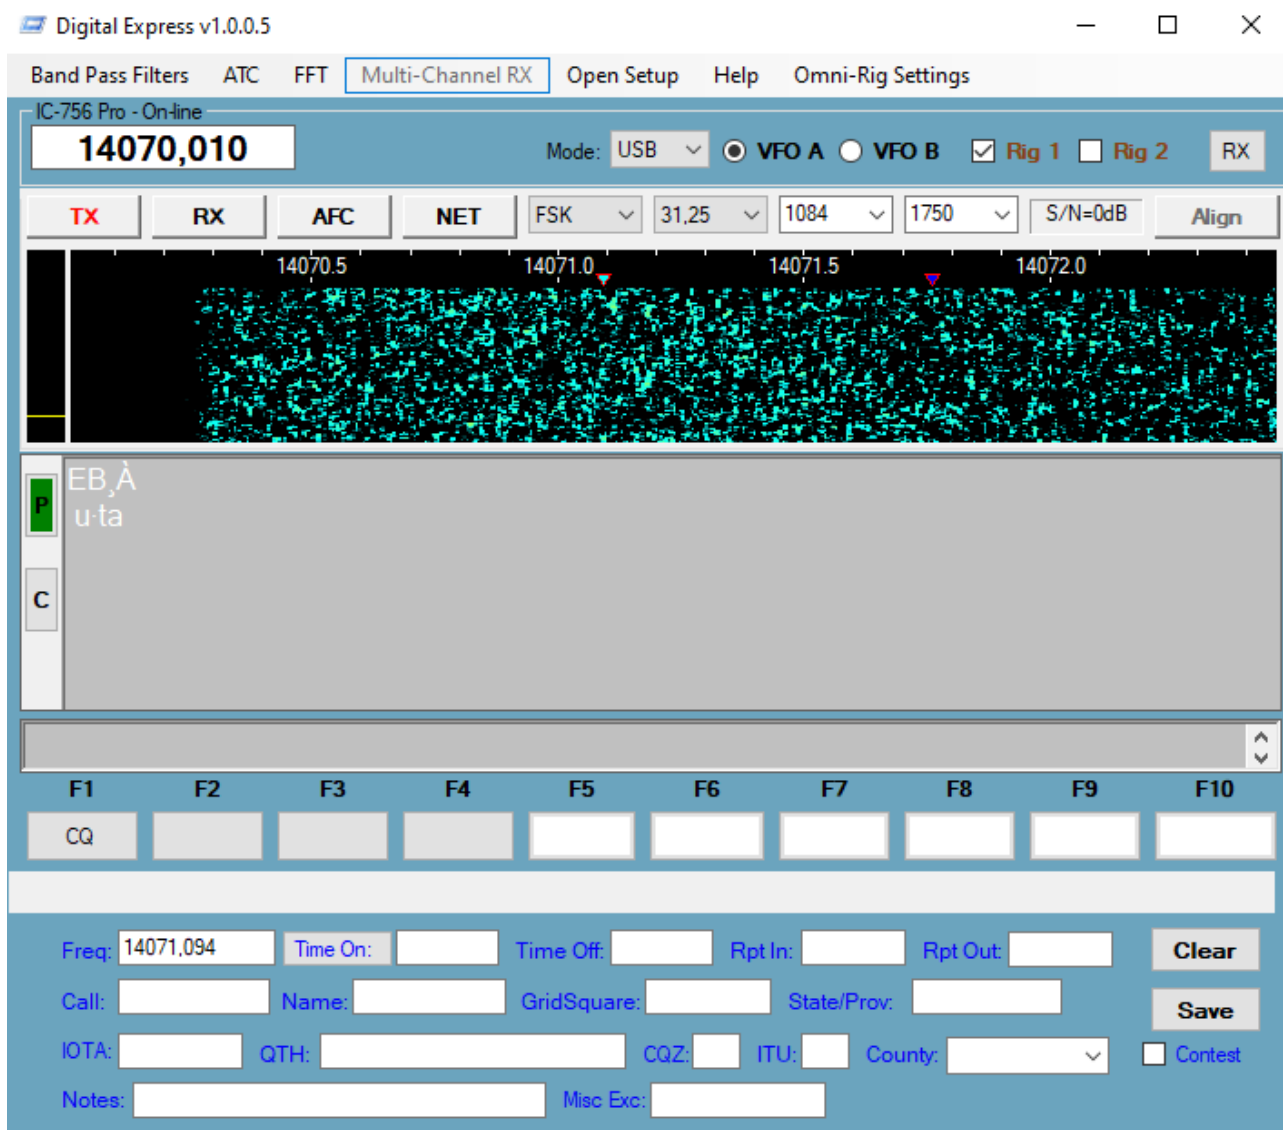 Digital Express v1.0.0.5
Band Pass Filters ATC FFT Multi-Channel RX Open Setup Help Omni-Rig Settings
IC-756 Pro - On-line
14070,010 Mode: USB VFO A VFO B Rig 1 Rig 2 RX
TX RX AFC NET FSK 31,25 1084 1750 S/N=0dB Align
14070.5 14071.0 14071.5 14072.0
EB¸À
P u·ta
C
F1 F2 F3 F4 F5 F6 F7 F8 F9 F10
CQ
Freq: 14071,094 Time On: Time Off: Rpt In: Rpt Out: Clear
Call: Name: GridSquare: State/Prov: Save
IOTA: QTH: CQZ: ITU: County: Contest
Notes: Misc Exc: